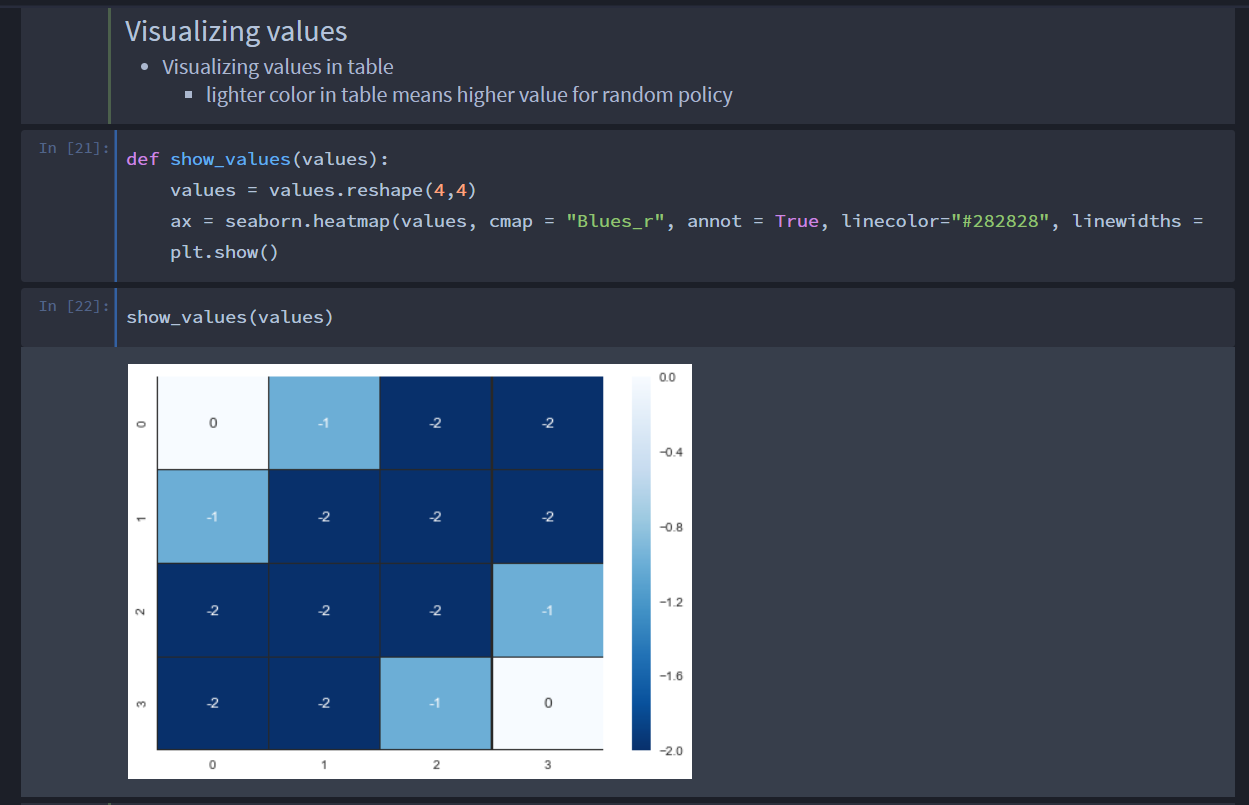 Visualizing values
• Visualizing values in table
▪ lighter color in table means higher value for random policy
In [21]:
def show_values(values):
    values = values.reshape(4,4)
    ax = seaborn.heatmap(values, cmap = "Blues_r", annot = True, linecolor="#282828", linewidths =
    plt.show()
In [22]:
show_values(values)
0 0 -1 -2 -2
1 -1 -2 -2 -2
2 -2 -2 -2 -1
3 -2 -2 -1 0
0 1 2 3
0.0
−0.4
−0.8
−1.2
−1.6
−2.0